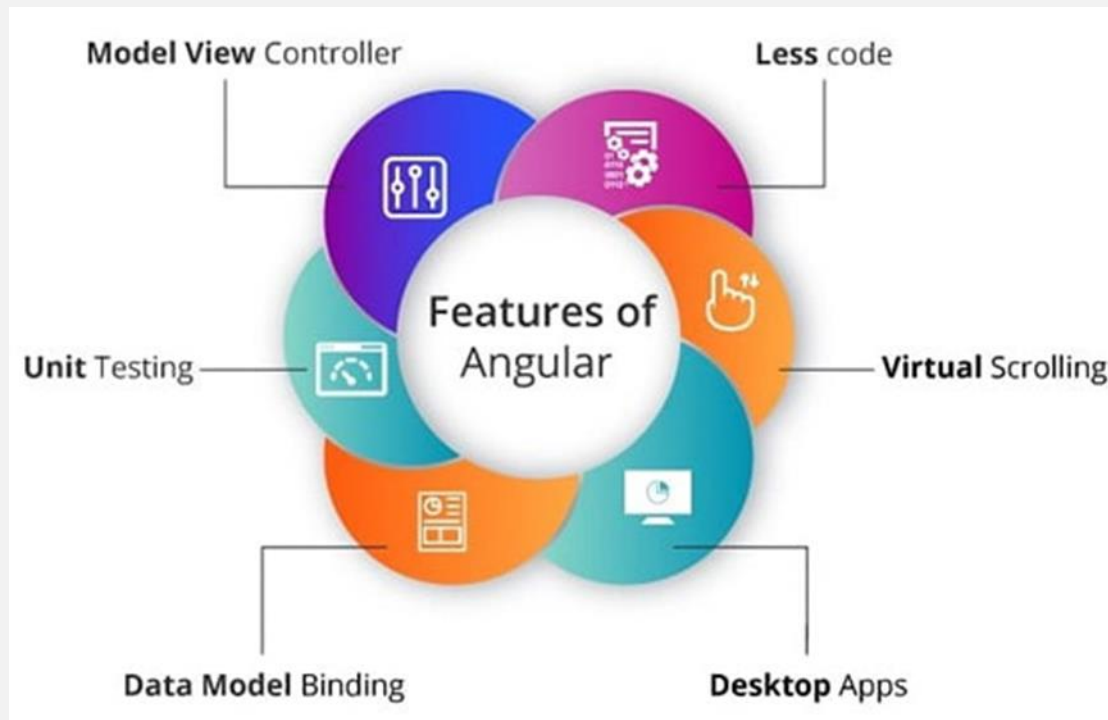 Model View Controller
Less code
Features of
Angular
Unit Testing
Virtual Scrolling
Data Model Binding
Desktop Apps